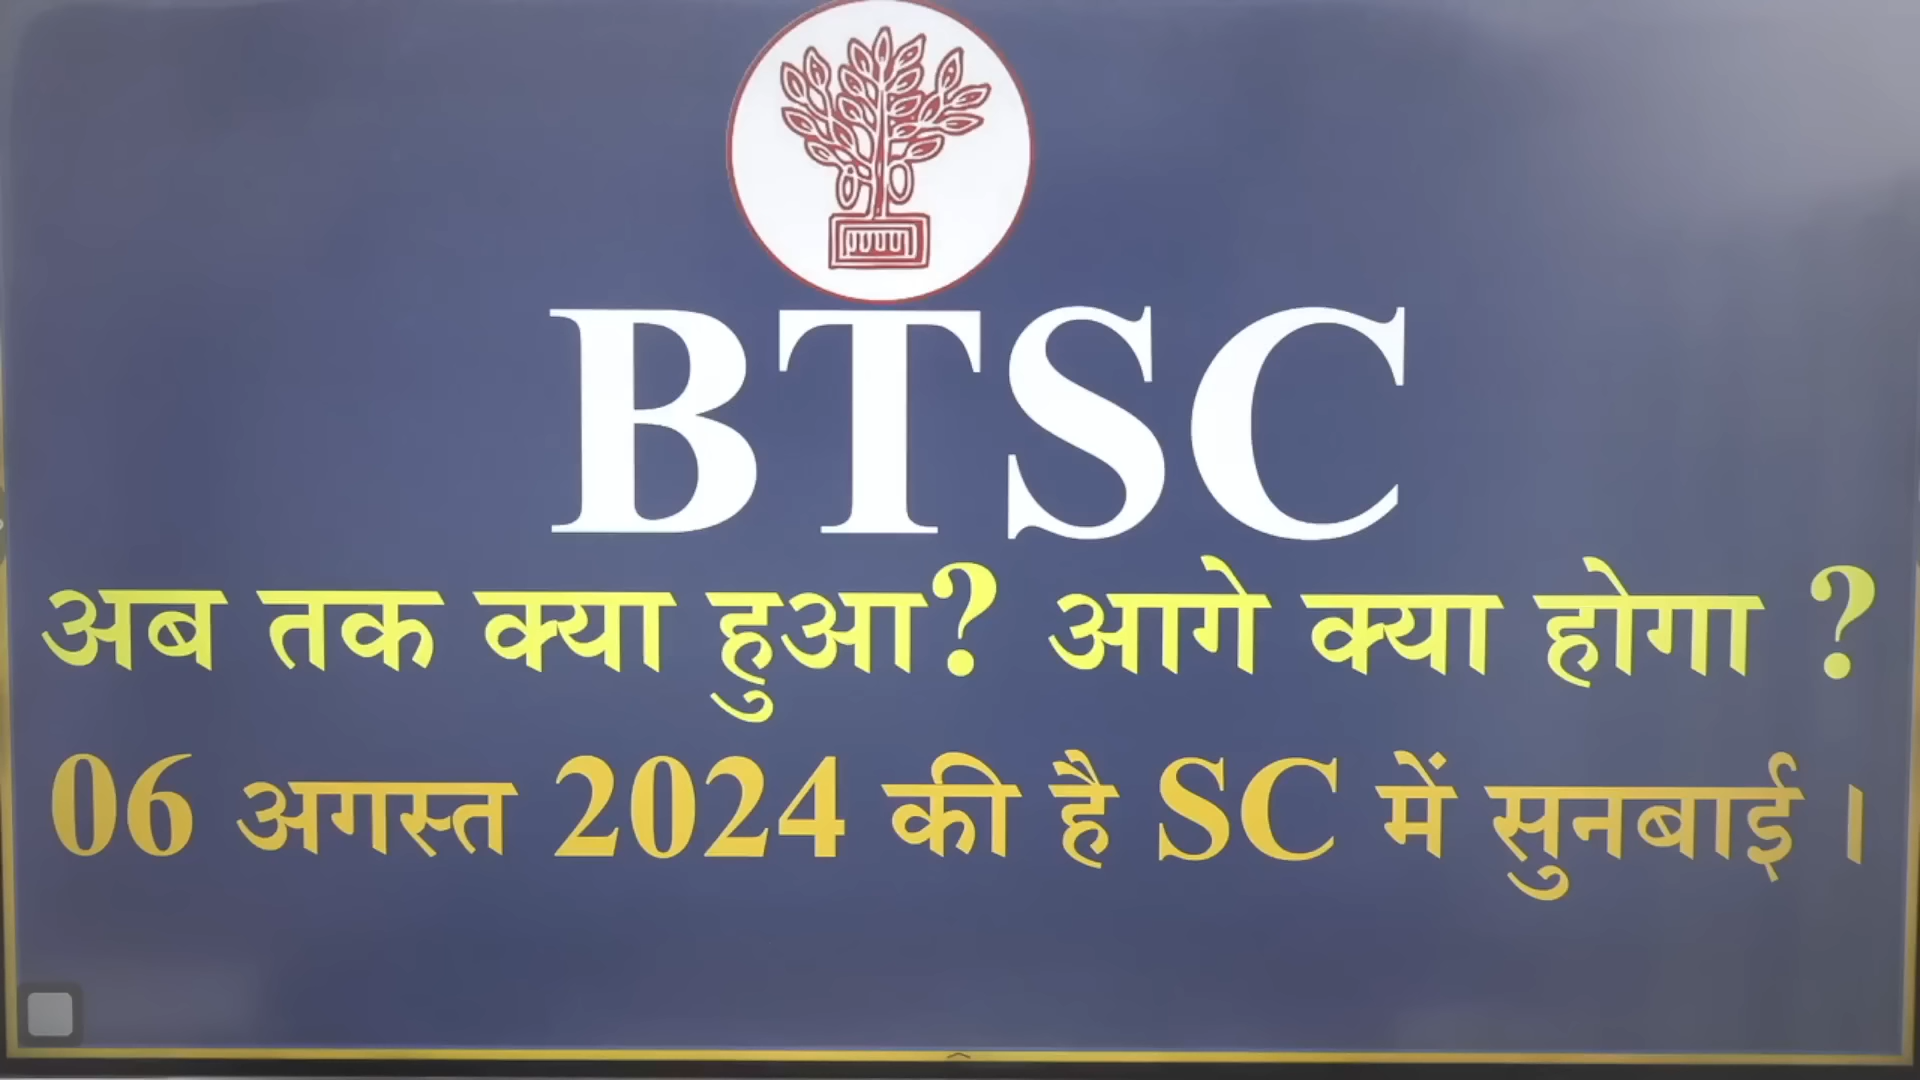 BTSC
अब तक क्या हुआ? आगे क्या होगा ?
06 अगस्त 2024 की है SC में सुनबाई ।